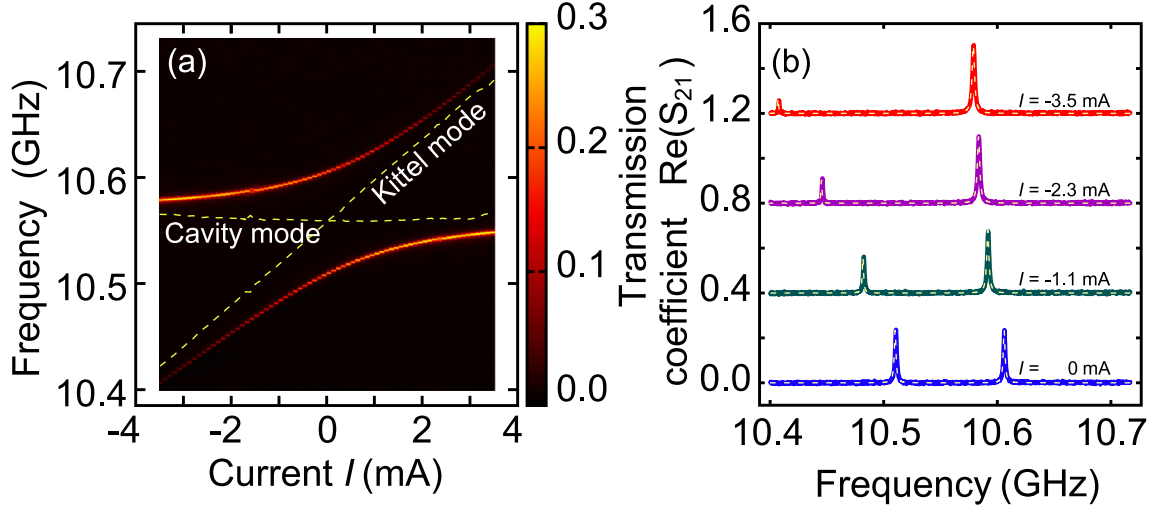 (a)
Frequency (GHz)
10.7
10.6
10.5
10.4
-4
-2
0
2
4
Current I (mA)
Kittel mode
Cavity mode
0.3
0.2
0.1
0.0
Transmission
coefficient Re(S21)
(b)
1.6
1.2
0.8
0.4
0.0
I = -3.5 mA
I = -2.3 mA
I = -1.1 mA
I = 0 mA
10.4
10.5
10.6
10.7
Frequency (GHz)